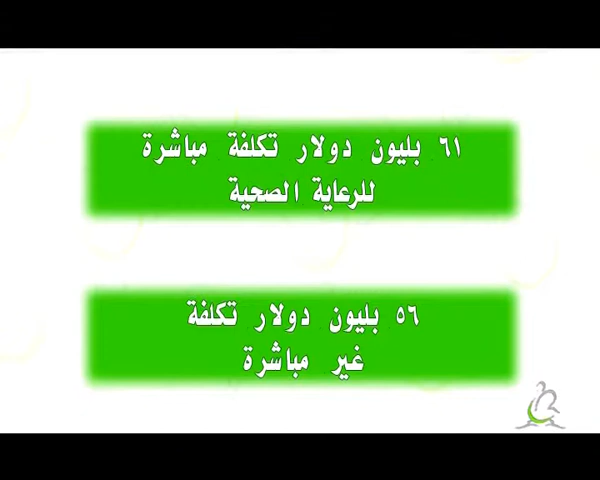 ٦١ بليون دولار تكلفة مباشرة
للرعاية الصحية
٥٦ بليون دولار تكلفة
غير مباشرة